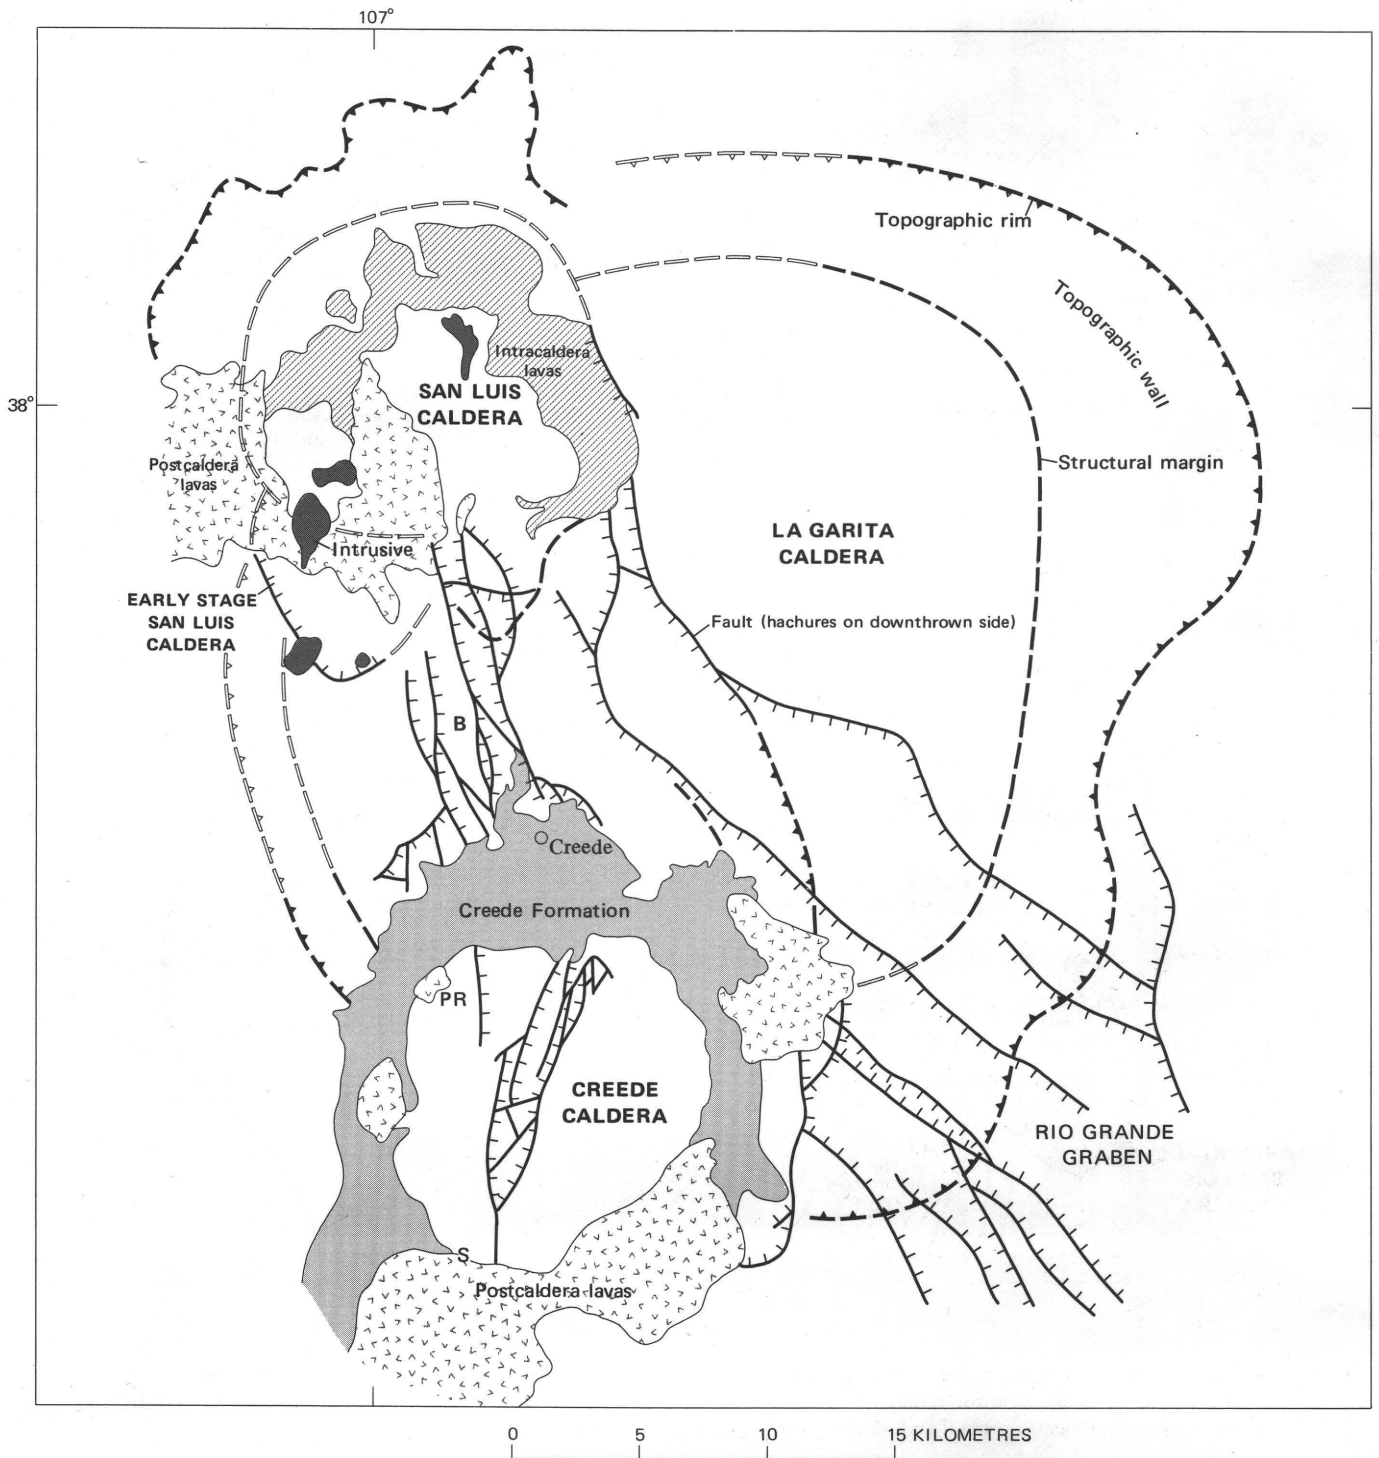 107°
Topographic rim
Topographic wall
Intracaldera
lavas
SAN LUIS
CALDERA
38°
Postcaldera
lavas
Structural margin
LA GARITA
CALDERA
Intrusive
EARLY STAGE
SAN LUIS
CALDERA
Fault (hachures on downthrown side)
B
Creede
Creede Formation
PR
CREEDE
CALDERA
RIO GRANDE
GRABEN
S
Postcaldera lavas
0 5 10 15 KILOMETRES